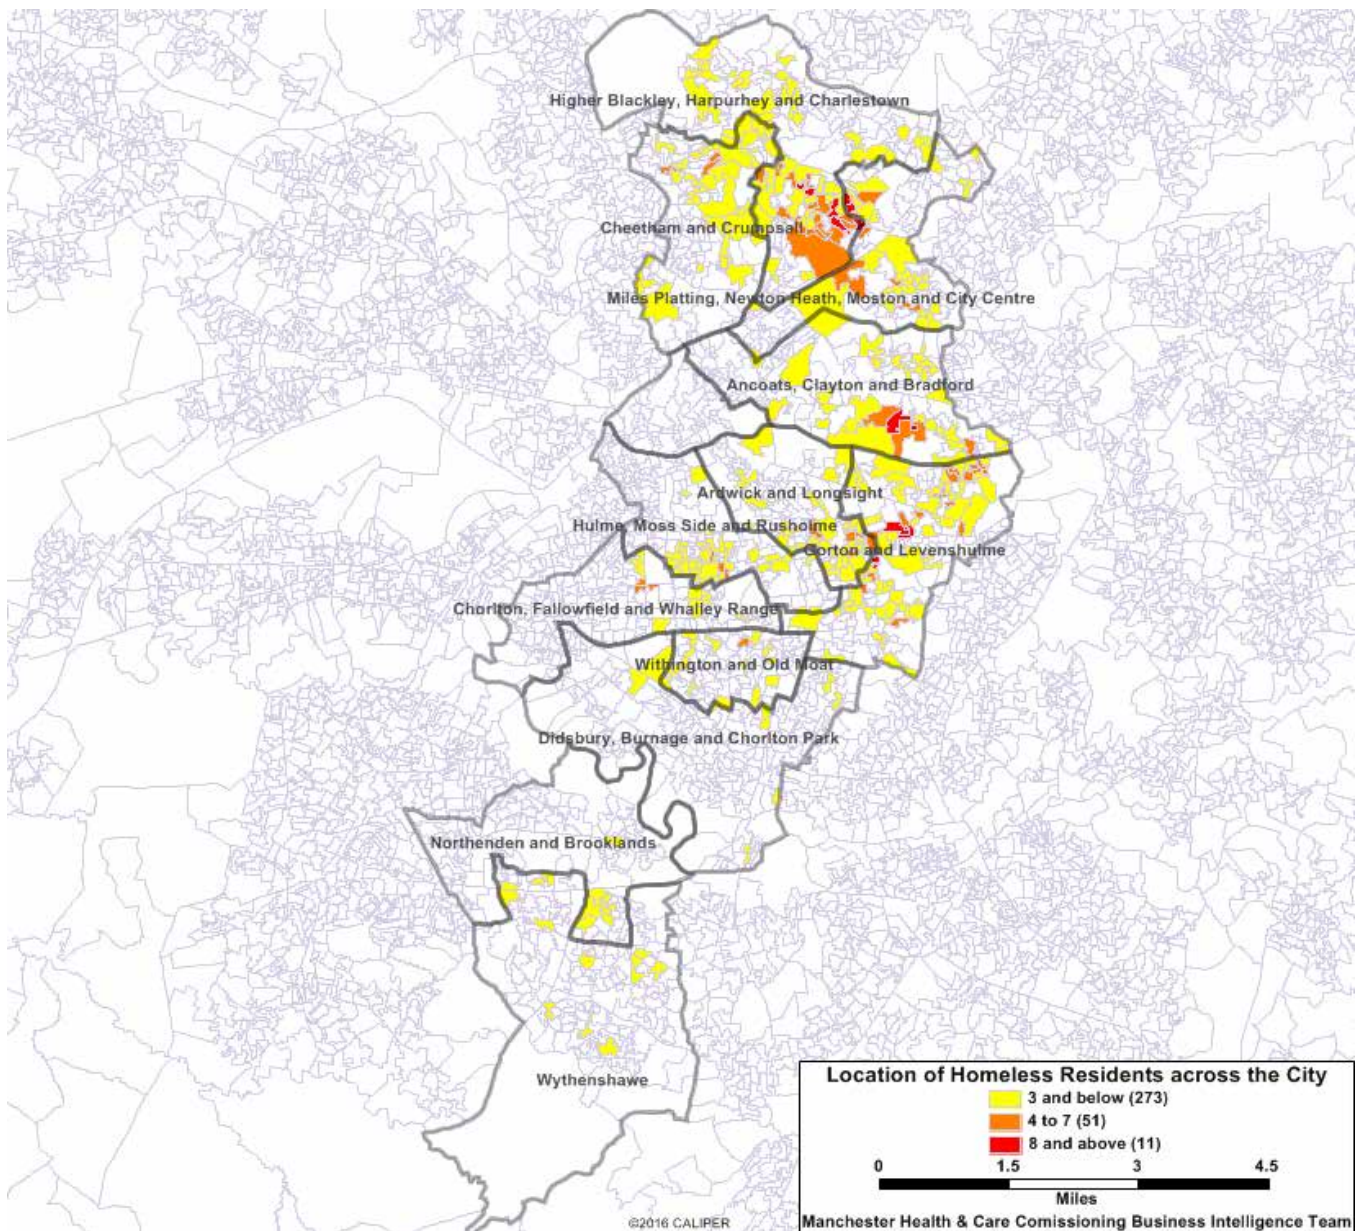 Higher Blackley, Harpurhey and Charlestown
Cheetham and Crumpsall
Miles Platting, Newton Heath, Moston and City Centre
Ancoats, Clayton and Bradford
Ardwick and Longsight
Hulme, Moss Side and Rusholme
Gorton and Levenshulme
Chorlton, Fallowfield and Whalley Range
Withington and Old Moat
Didsbury, Burnage and Chorlton Park
Northenden and Brooklands
Wythenshawe
Location of Homeless Residents across the City
3 and below (273)
4 to 7 (51)
8 and above (11)
0 1.5 3 4.5
Miles
Manchester Health & Care Comissioning Business Intelligence Team
©2016 CALIPER